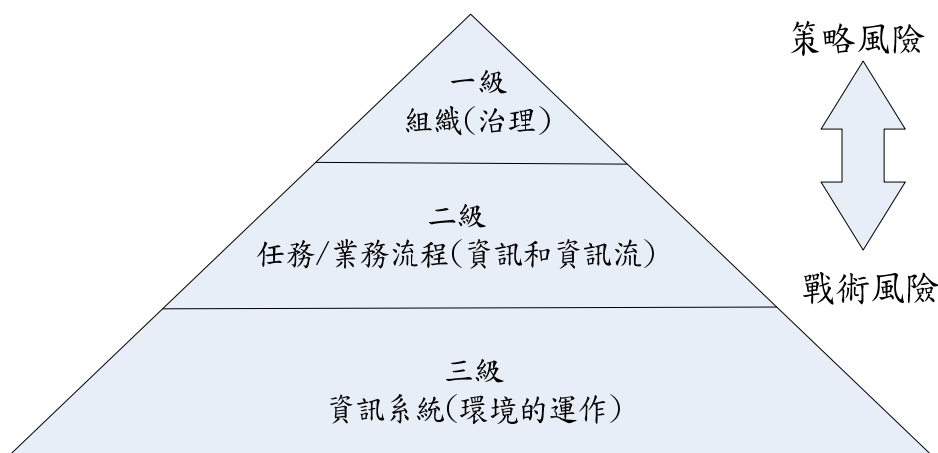 策略風險
一級
組織(治理)
二級
任務/業務流程(資訊和資訊流)
戰術風險
三級
資訊系統(環境的運作)